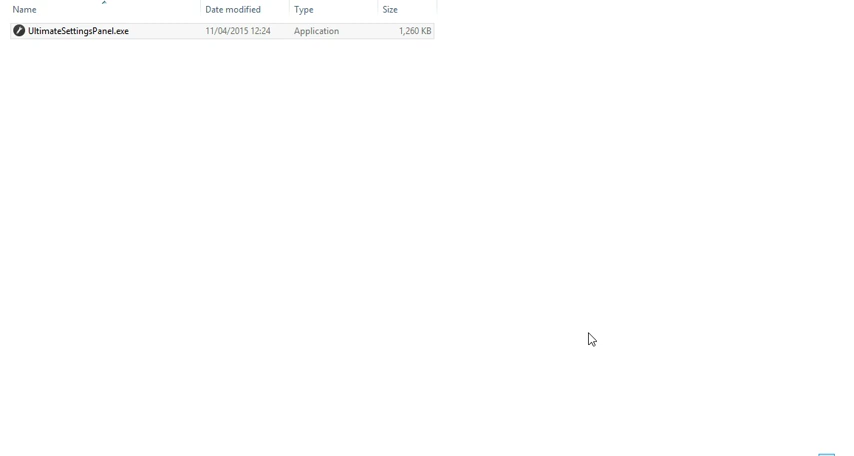 Name Date modified Type Size
UltimateSettingsPanel.exe 11/04/2015 12:24 Application 1,260 KB